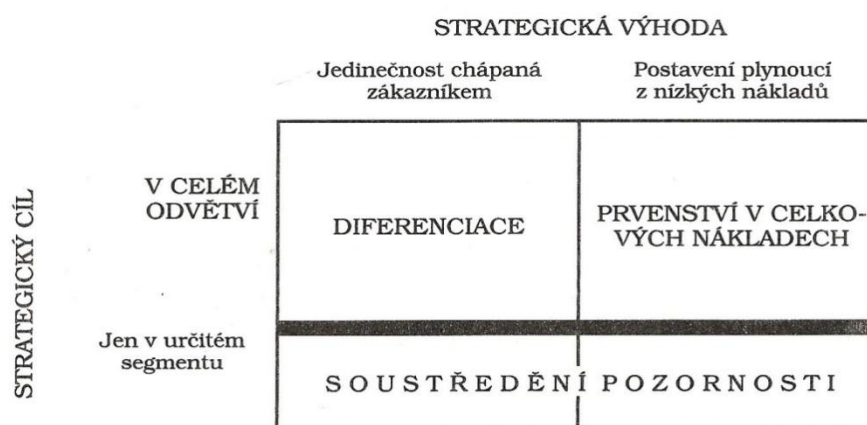 STRATEGICKÁ VÝHODA
Jedinečnost chápaná
zákazníkem
Postavení plynoucí
z nízkých nákladů
STRATEGICKÝ CÍL
V CELÉM
ODVĚTVÍ
DIFERENCIACE
PRVENSTVÍ V CELKO-
VÝCH NÁKLADECH
Jen v určitém
segmentu
SOUSTŘEDĚNÍ POZORNOSTI